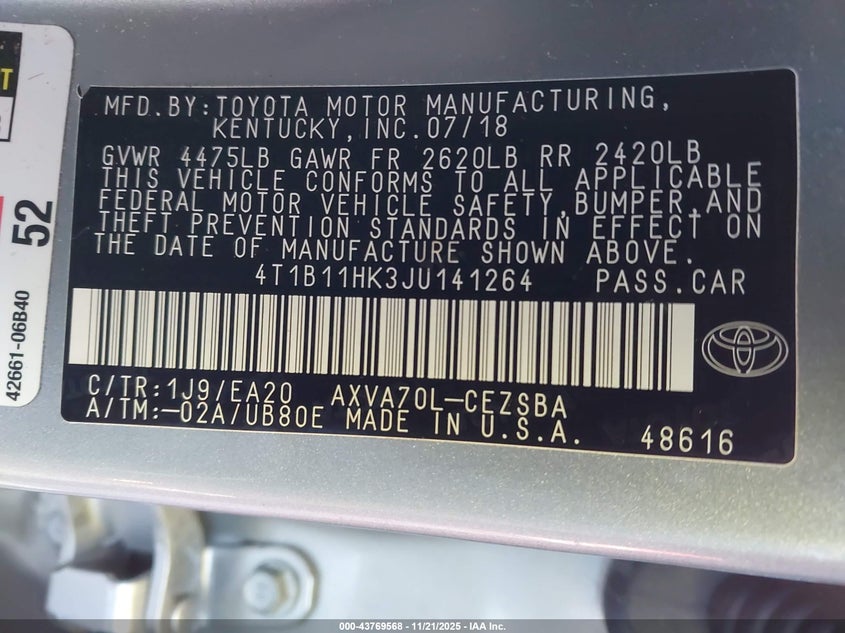 MFD.BY:TOYOTA MOTOR MANUFACTURING,
KENTUCKY,INC.07/18
GVWR 4475LB GAWR FR 2620LB RR 2420LB
THIS VEHICLE CONFORMS TO ALL APPLICABLE
FEDERAL MOTOR VEHICLE SAFETY,BUMPER,AND
THEFT PREVENTION STANDARDS IN EFFECT ON
THE DATE OF MANUFACTURE SHOWN ABOVE.
4T1B11HK3JU141264 PASS.CAR
C/TR:1J9/EA20 AXVA70L-CEZSBA
A/TM:-02A/UB80E MADE IN U.S.A.
48616
52
42661-06B40
000-43769568 - 11/21/2025 - IAA Inc.